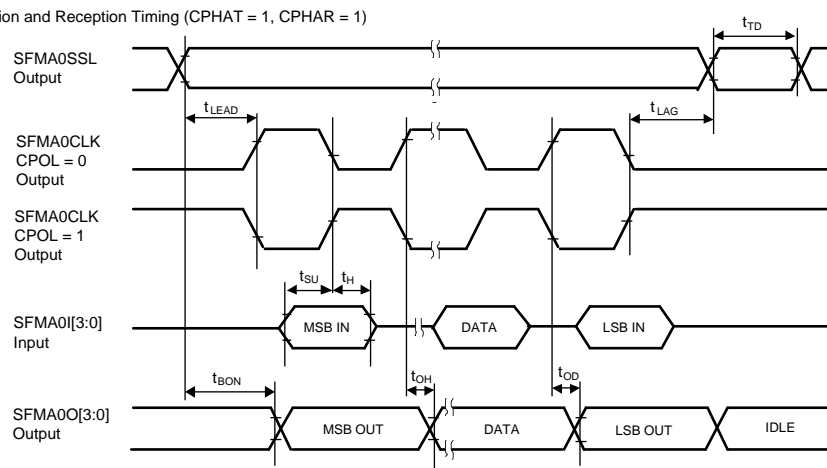 ion and Reception Timing (CPHAT = 1, CPHAR = 1)
tTD
SFMA0SSL
Output
tLEAD
tLAG
SFMA0CLK
CPOL = 0
Output
SFMA0CLK
CPOL = 1
Output
tSU
tH
SFMA0I[3:0]
Input
MSB IN
DATA
LSB IN
tBON
tOH
tOD
SFMA0O[3:0]
Output
MSB OUT
DATA
LSB OUT
IDLE